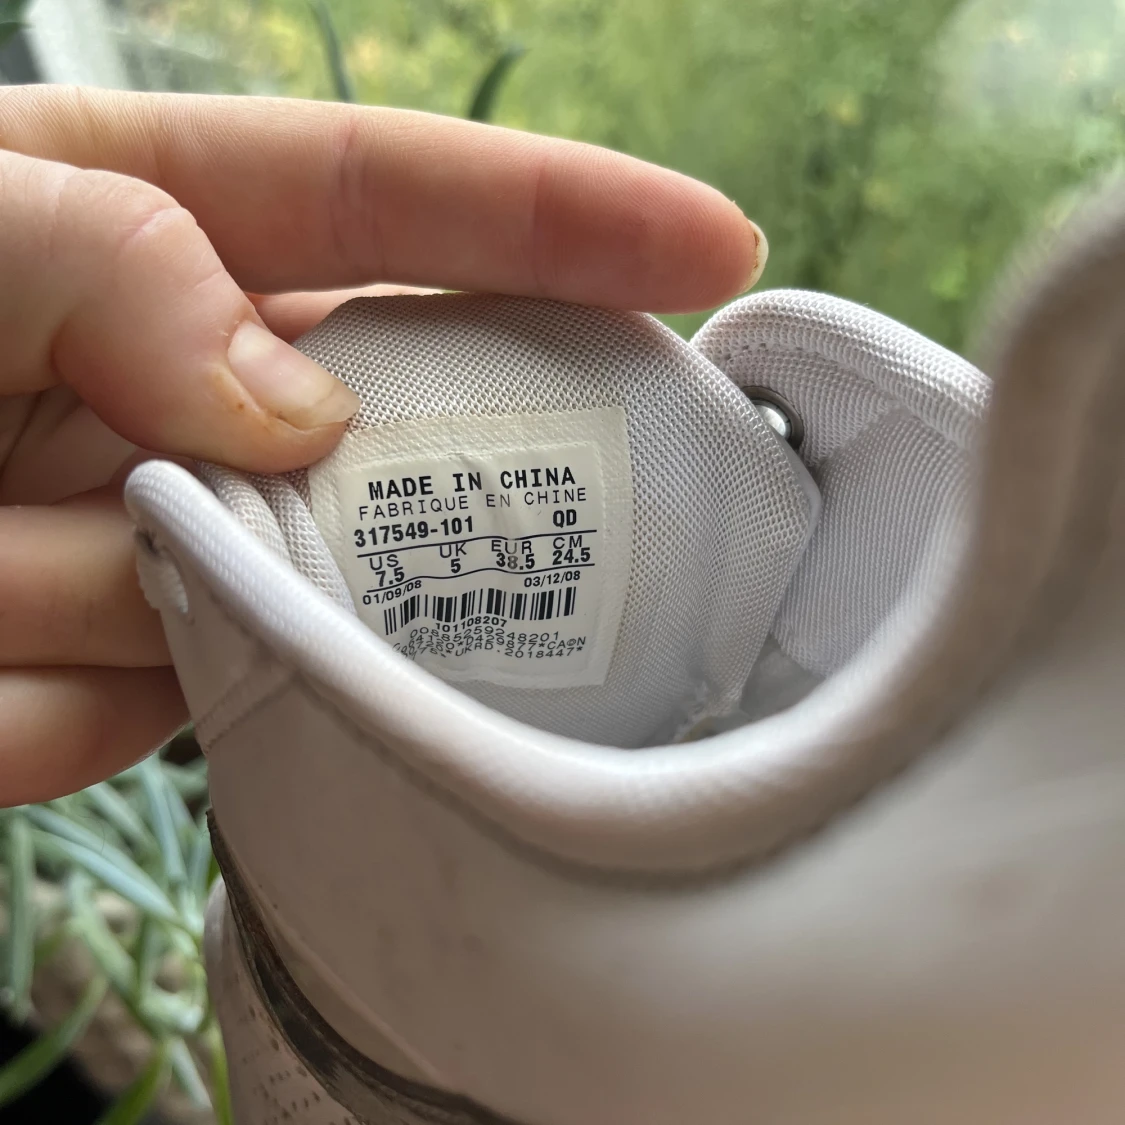 MADE IN CHINA
FABRIQUE EN CHINE
317549-101 QD
US UK EUR CM
7.5 5 38.5 24.5
01/09/08 03/12/08
101108207